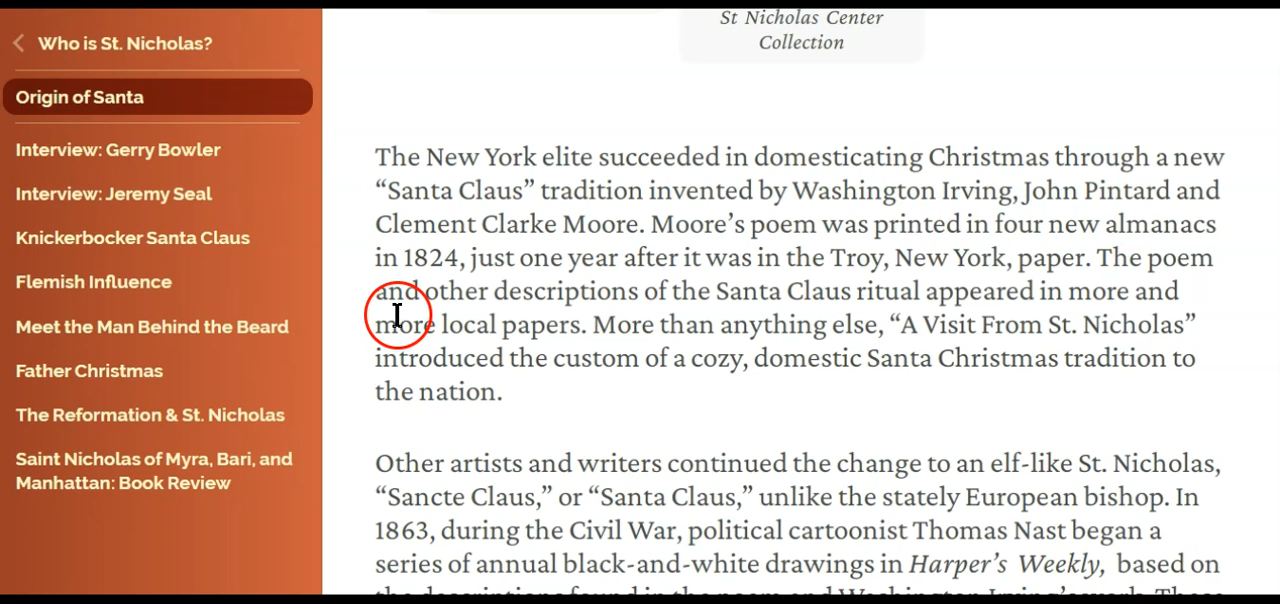 Who is St. Nicholas?
Origin of Santa
Interview: Gerry Bowler
Interview: Jeremy Seal
Knickerbocker Santa Claus
Flemish Influence
Meet the Man Behind the Beard
Father Christmas
The Reformation & St. Nicholas
Saint Nicholas of Myra, Bari, and
Manhattan: Book Review
St Nicholas Center
Collection
The New York elite succeeded in domesticating Christmas through a new
“Santa Claus” tradition invented by Washington Irving, John Pintard and
Clement Clarke Moore. Moore’s poem was printed in four new almanacs
in 1824, just one year after it was in the Troy, New York, paper. The poem
and other descriptions of the Santa Claus ritual appeared in more and
more local papers. More than anything else, “A Visit From St. Nicholas”
introduced the custom of a cozy, domestic Santa Christmas tradition to
the nation.
Other artists and writers continued the change to an elf-like St. Nicholas,
“Sancte Claus,” or “Santa Claus,” unlike the stately European bishop. In
1863, during the Civil War, political cartoonist Thomas Nast began a
series of annual black-and-white drawings in Harper’s Weekly, based on